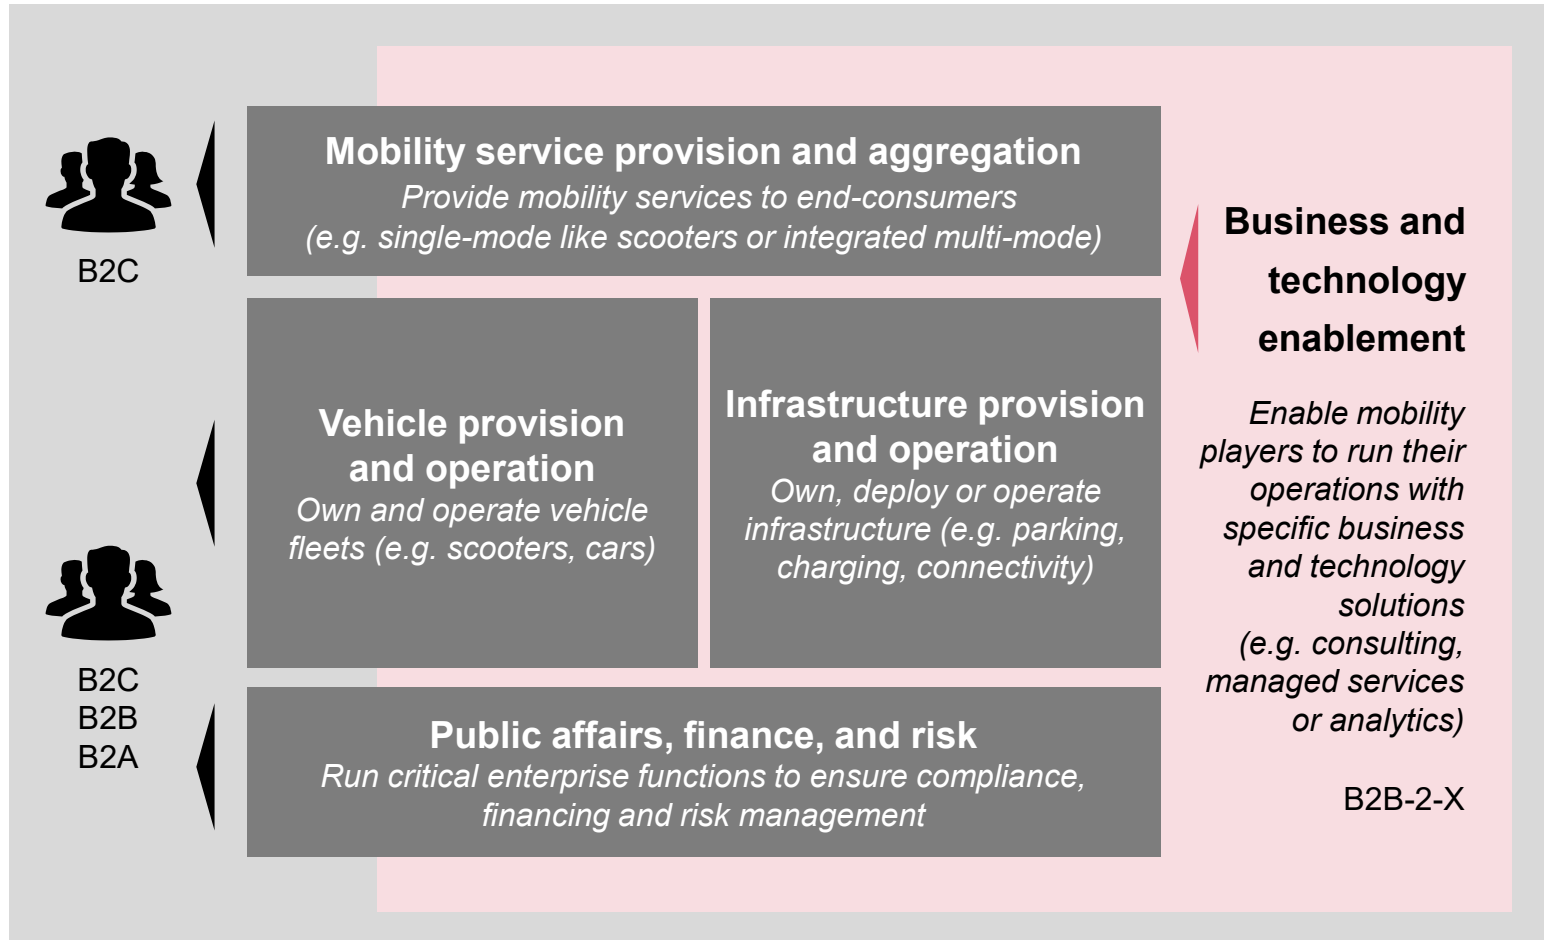 Mobility service provision and aggregation
Provide mobility services to end-consumers
(e.g. single-mode like scooters or integrated multi-mode)
B2C
Vehicle provision
and operation
Own and operate vehicle
fleets (e.g. scooters, cars)
Infrastructure provision
and operation
Own, deploy or operate
infrastructure (e.g. parking,
charging, connectivity)
B2C
B2B
B2A
Public affairs, finance, and risk
Run critical enterprise functions to ensure compliance,
financing and risk management
Business and
technology
enablement
Enable mobility
players to run their
operations with
specific business
and technology
solutions
(e.g. consulting,
managed services
or analytics)
B2B-2-X